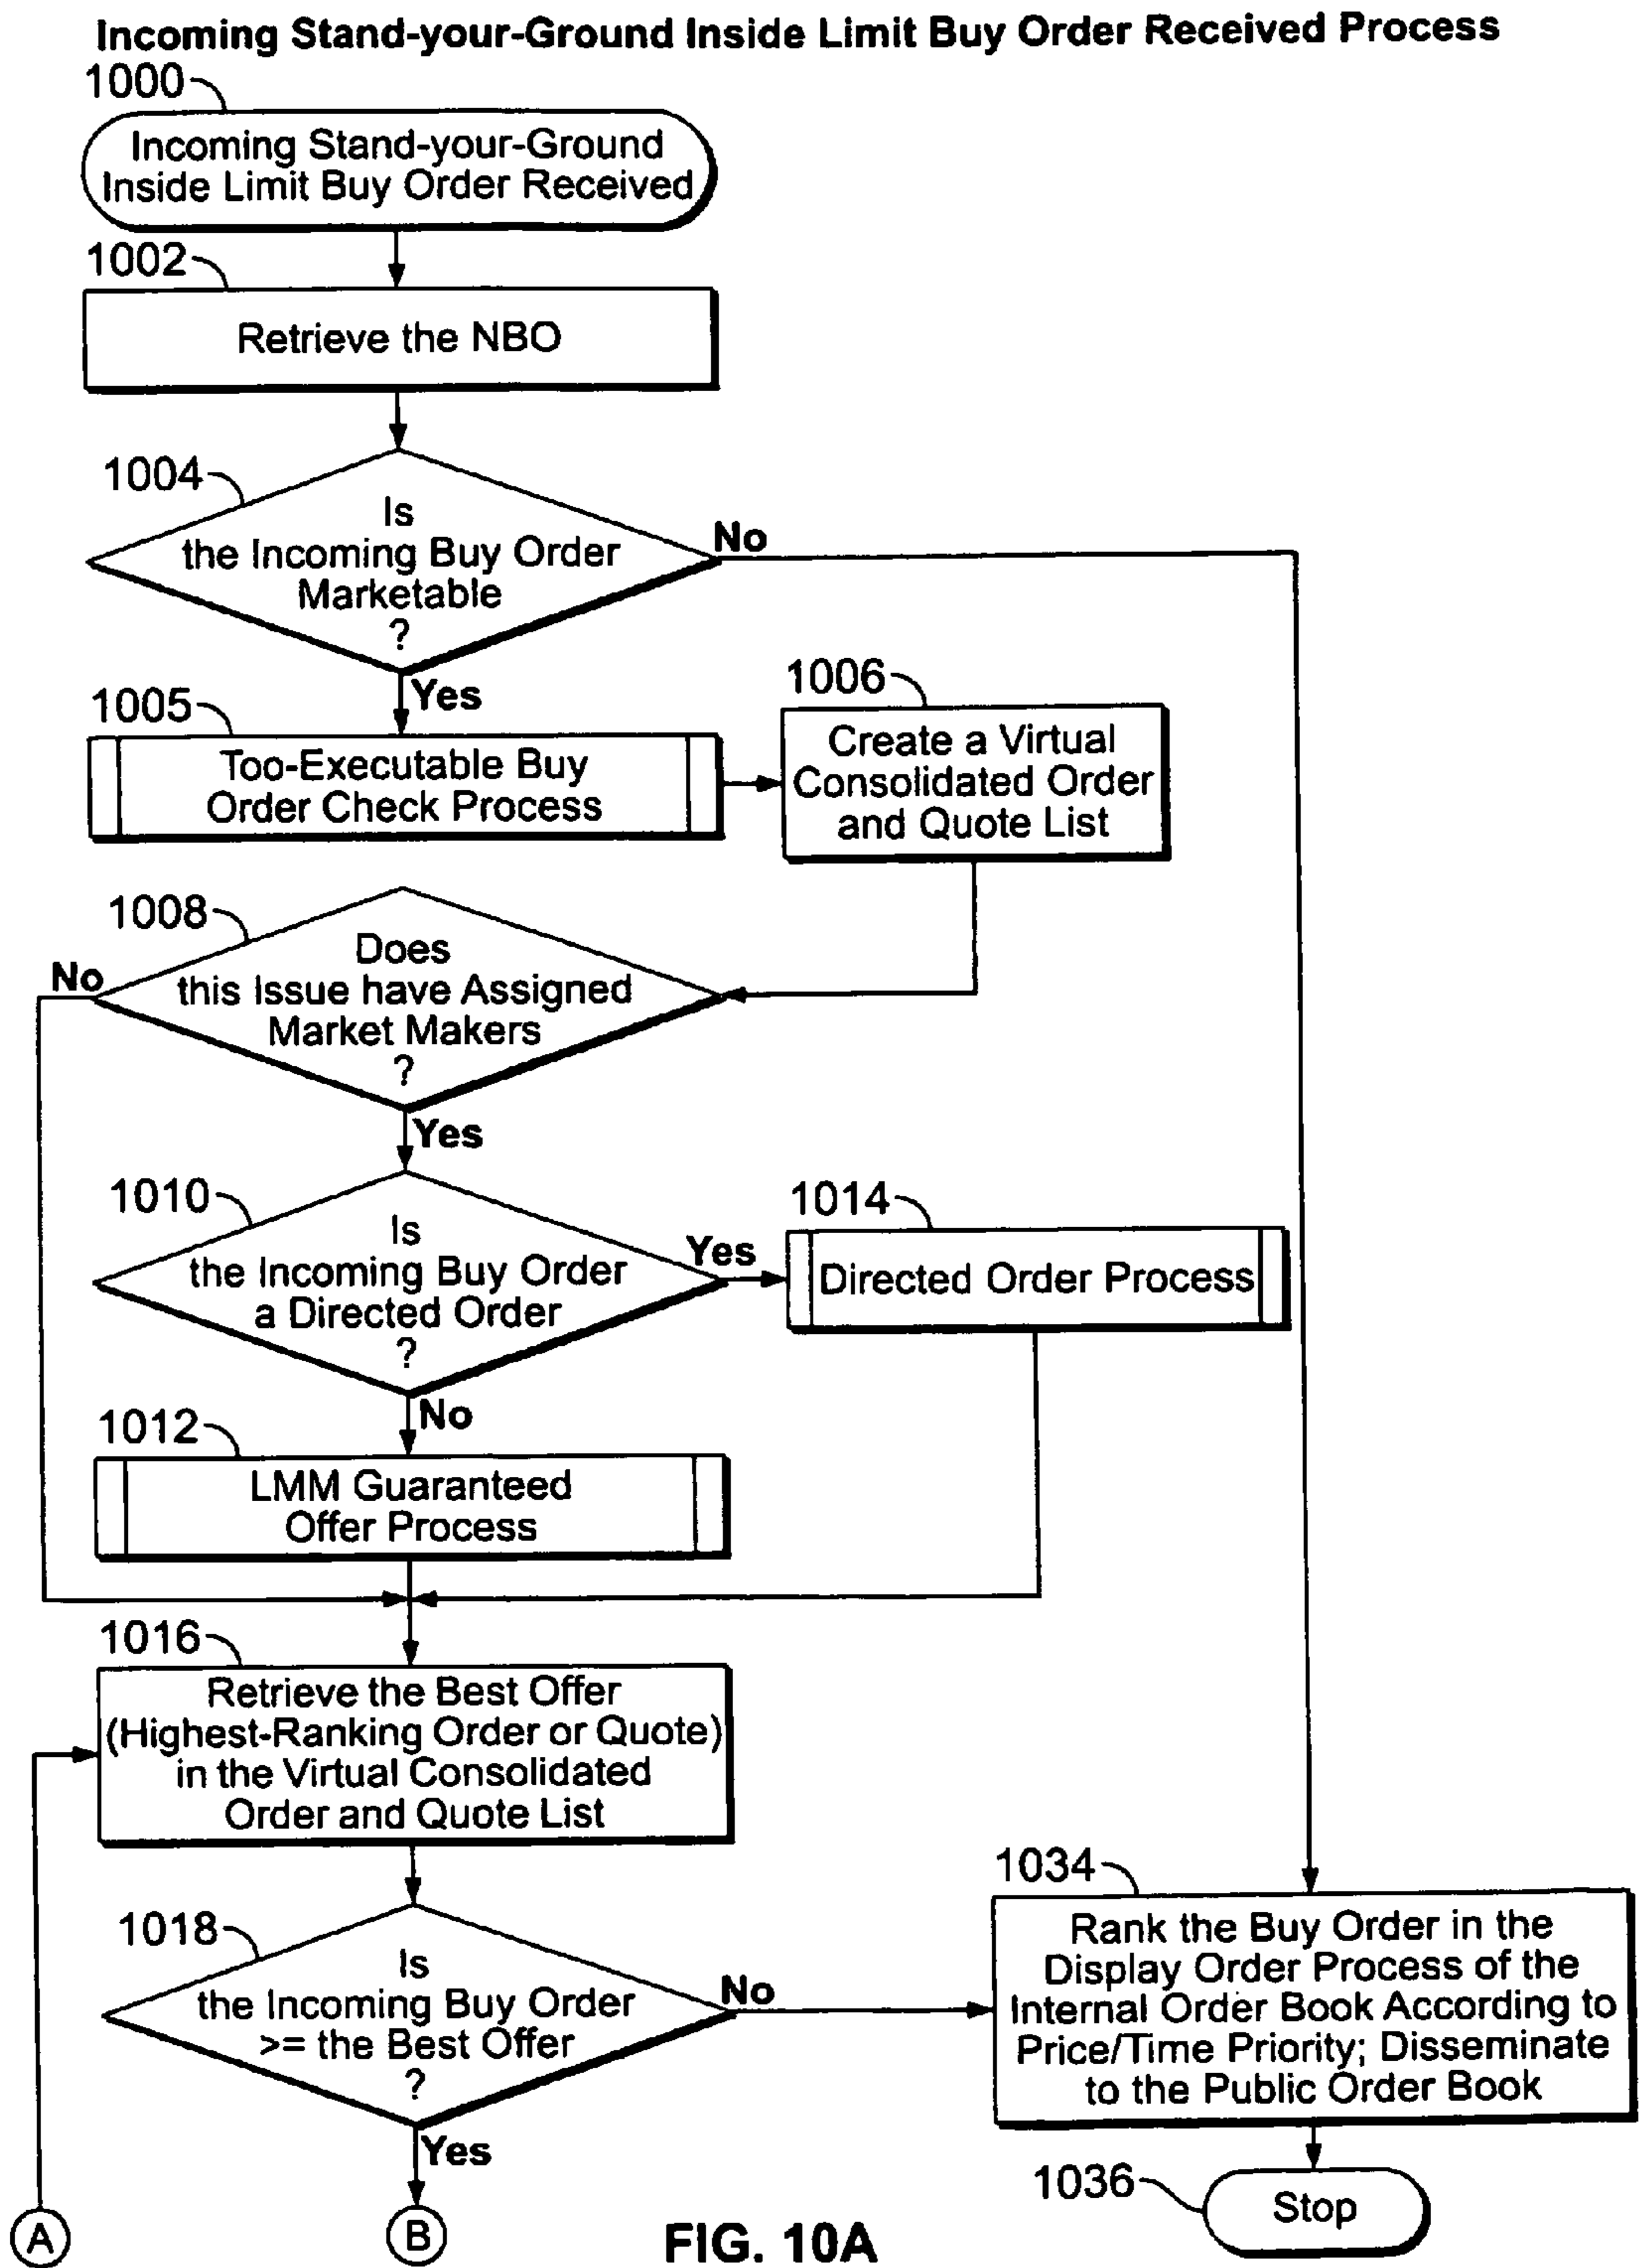 Incoming Stand-your-Ground Inside Limit Buy Order Received Process
1000
Incoming Stand-your-Ground
Inside Limit Buy Order Received
1002
Retrieve the NBO
1004
Is
the Incoming Buy Order
Marketable
?
No
Yes
1005
Too-Executable Buy
Order Check Process
1006
Create a Virtual
Consolidated Order
and Quote List
1008
Does
this Issue have Assigned
Market Makers
?
No
Yes
1010
Is
the Incoming Buy Order
a Directed Order
?
Yes
1014
Directed Order Process
No
1012
LMM Guaranteed
Offer Process
1016
Retrieve the Best Offer
(Highest-Ranking Order or Quote)
in the Virtual Consolidated
Order and Quote List
1018
Is
the Incoming Buy Order
>= the Best Offer
?
No
Yes
1034
Rank the Buy Order in the
Display Order Process of the
Internal Order Book According to
Price/Time Priority; Disseminate
to the Public Order Book
1036
Stop
A
B
FIG. 10A